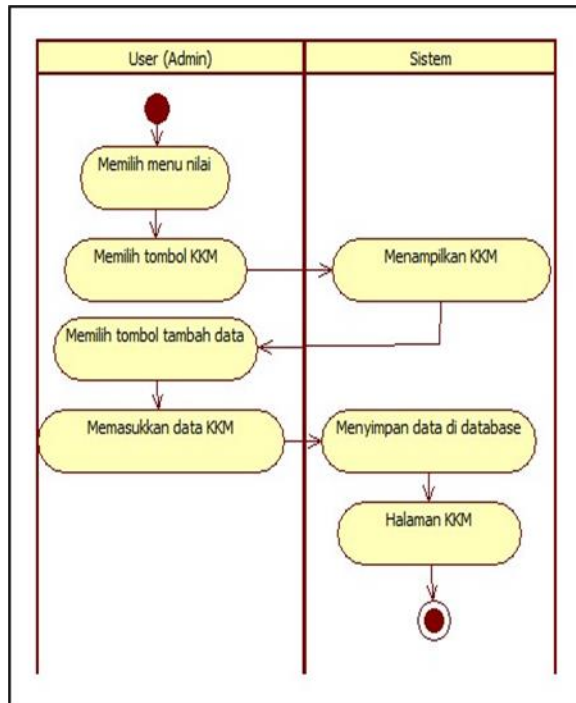 User (Admin)
Sistem
Memilih menu nilai
Memilih tombol KKM
Menampilkan KKM
Memilih tombol tambah data
Memasukkan data KKM
Menyimpan data di database
Halaman KKM